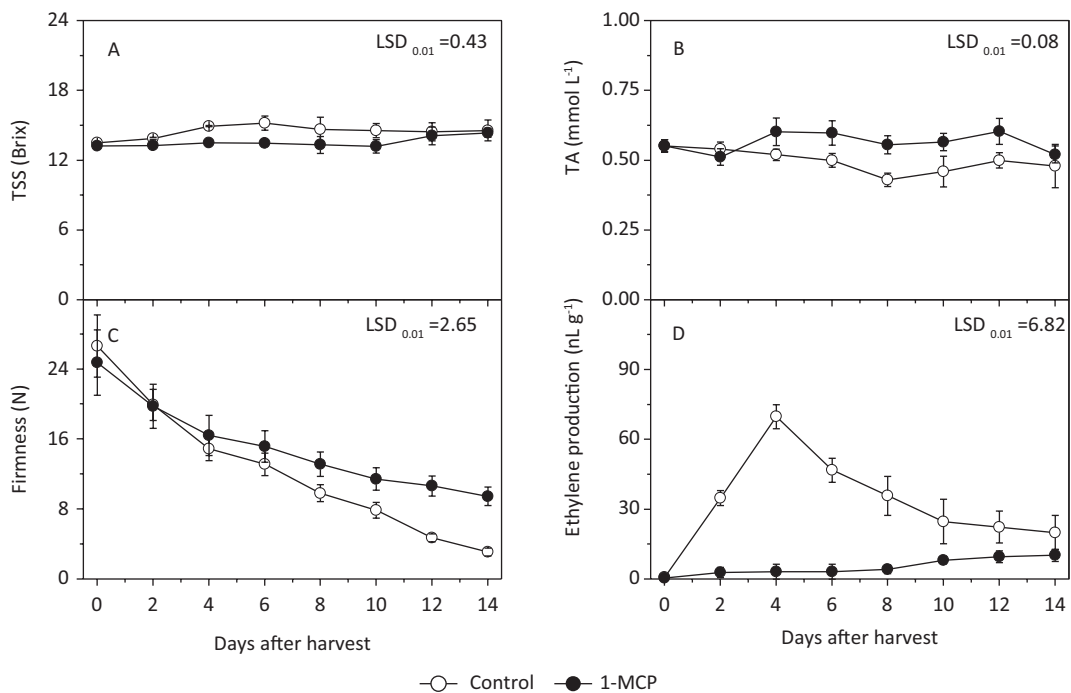 A
LSD 0.01 =0.43
TSS (Brix)
24
18
12
6
0
B
LSD 0.01 =0.08
TA (mmol L-1)
1.00
0.75
0.50
0.25
0.00
C
LSD 0.01 =2.65
Firmness (N)
24
16
8
0
0 2 4 6 8 10 12 14
Days after harvest
D
LSD 0.01 =6.82
Ethylene production (nL g-1)
90
60
30
0
0 2 4 6 8 10 12 14
Days after harvest
Control 1-MCP